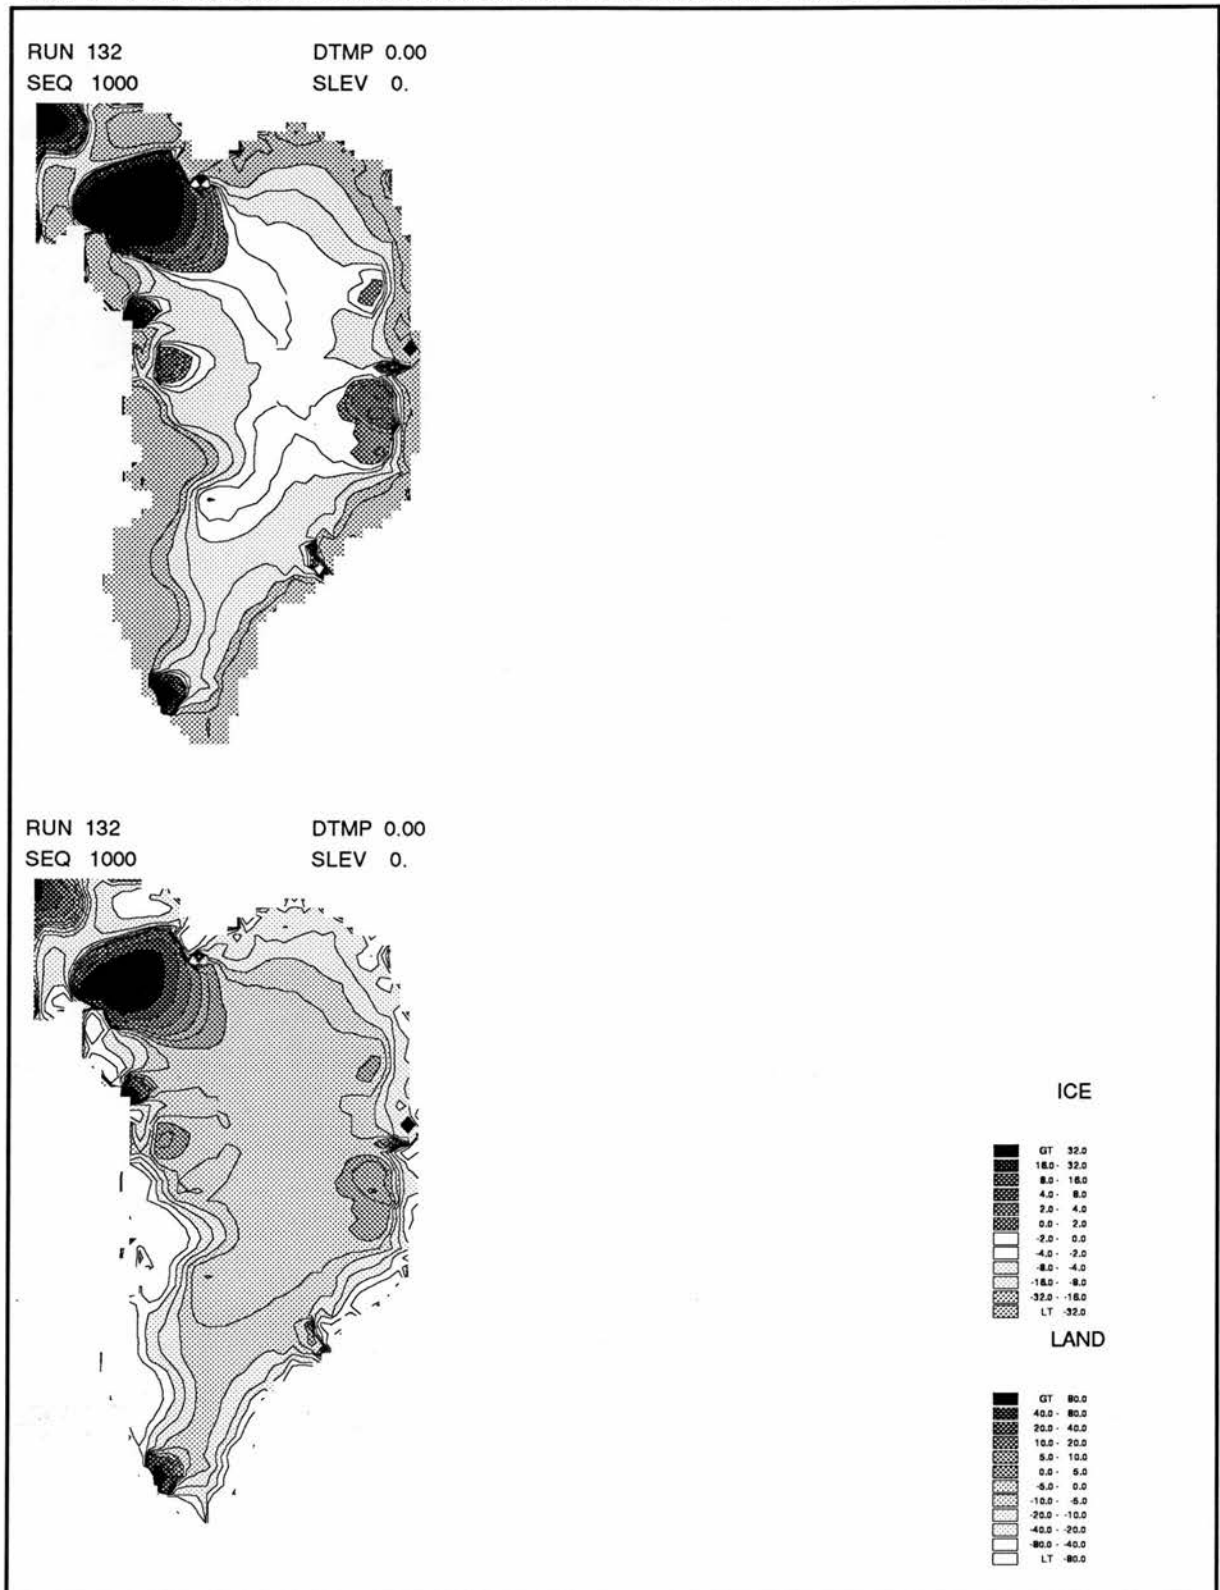 RUN 132 DTMP 0.00
SEQ 1000 SLEV 0.
RUN 132 DTMP 0.00
SEQ 1000 SLEV 0.
ICE
GT 32.0
16.0 - 32.0
8.0 - 16.0
4.0 - 8.0
2.0 - 4.0
0.0 - 2.0
-2.0 - 0.0
-4.0 - -2.0
-8.0 - -4.0
-16.0 - -8.0
-32.0 - -16.0
LT -32.0
LAND
GT 80.0
40.0 - 80.0
20.0 - 40.0
10.0 - 20.0
5.0 - 10.0
0.0 - 5.0
-5.0 - 0.0
-10.0 - -5.0
-20.0 - -10.0
-40.0 - -20.0
-80.0 - -40.0
LT -80.0